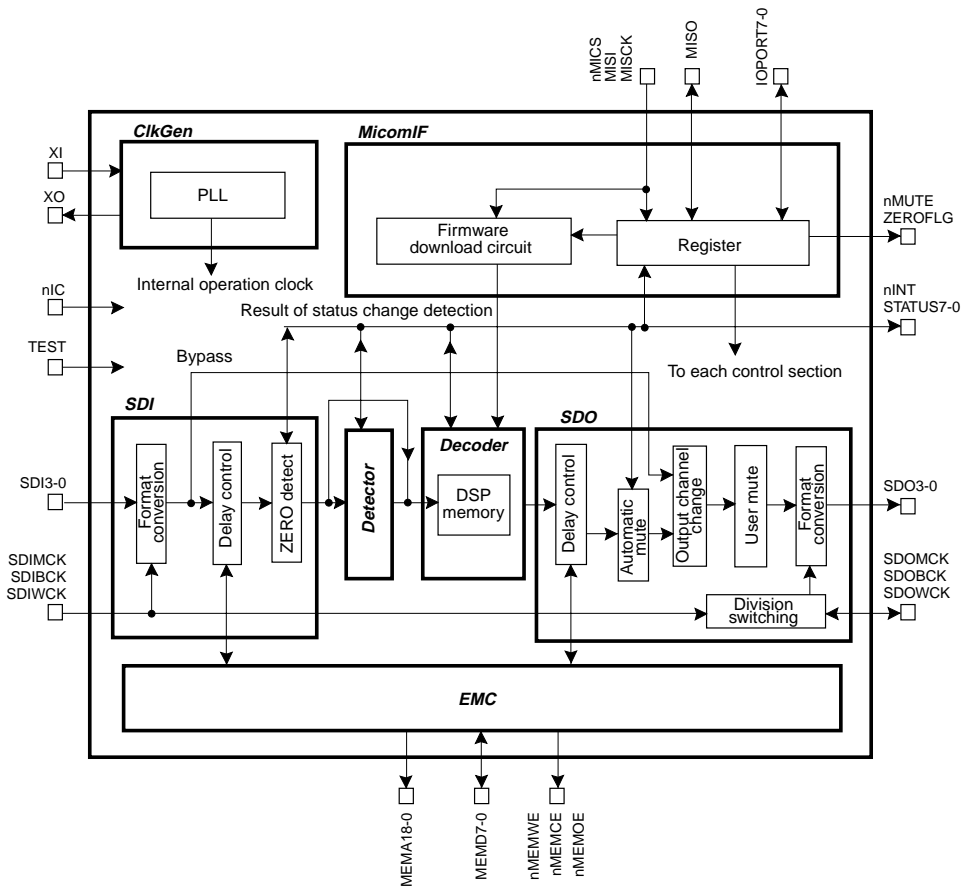 nMICS
MISI
MISCK
MISO
IOPORT7-0
ClkGen
MicomIF
XI
PLL
XO
nMUTE
ZEROFLG
Firmware
download circuit
Register
Internal operation clock
nIC
Result of status change detection
nINT
STATUS7-0
TEST
Bypass
To each control section
SDI
Decoder
SDO
SDI3-0
Format
conversion
Delay control
ZERO detect
Detector
DSP
memory
Delay control
Automatic
mute
Output channel
change
User mute
Format
conversion
SDO3-0
SDIMCK
SDIBCK
SDIWCK
Division
switching
SDOMCK
SDOBCK
SDOWCK
EMC
MEMA18-0
MEMD7-0
nMEMWE
nMEMCE
nMEMOE